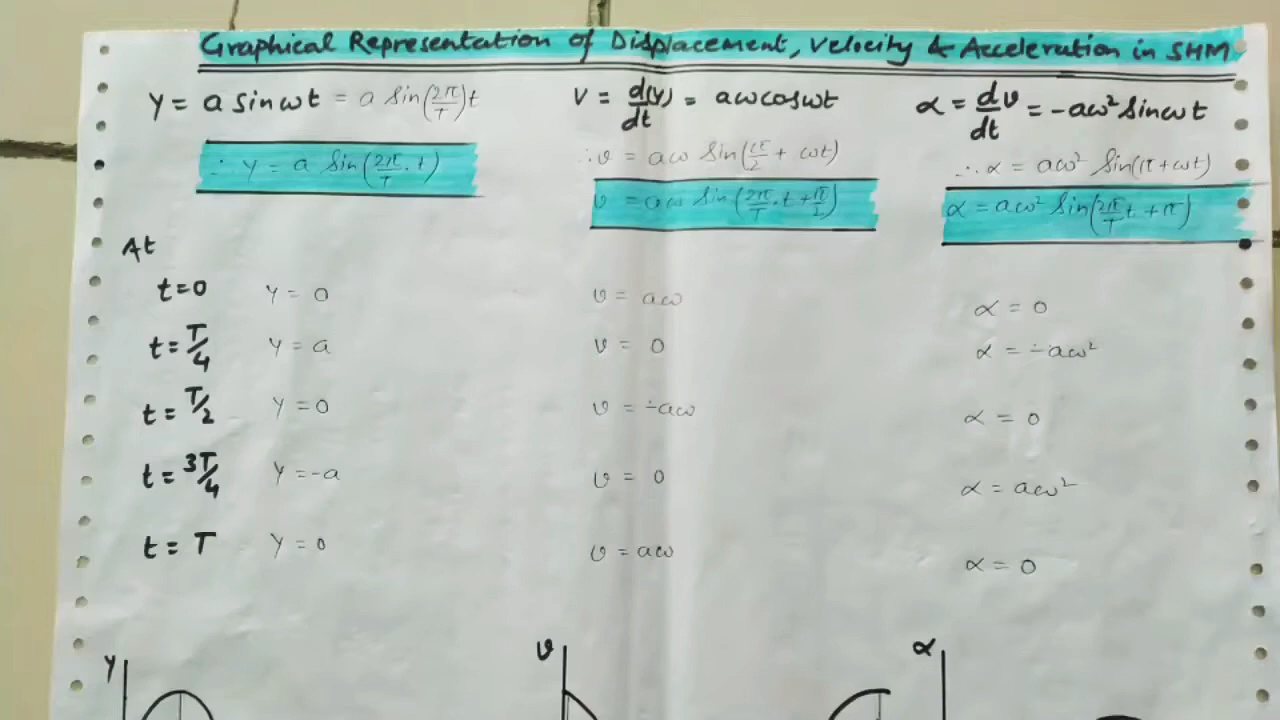 Graphical Representation of Displacement, Velocity & Acceleration in SHM
Y = a sinωt = a Sin(2π/T)t
V = d(y)/dt = aωcosωt
α = dv/dt = -aω² Sinωt
∴ y = a Sin(2π/T . t)
∴ v = aω Sin(π/2 + ωt)
∴ α = aω² Sin(π+ωt)
v = aω Sin(2π/T . t + π/2)
α = aω² Sin(2π/T t + π)
At
t=0 Y = 0 v = aω α = 0
t = T/4 Y = a v = 0 α = -aω²
t = T/2 Y = 0 v = -aω α = 0
t = 3T/4 Y = -a v = 0 α = aω²
t = T Y = 0 v = aω α = 0
Y v α